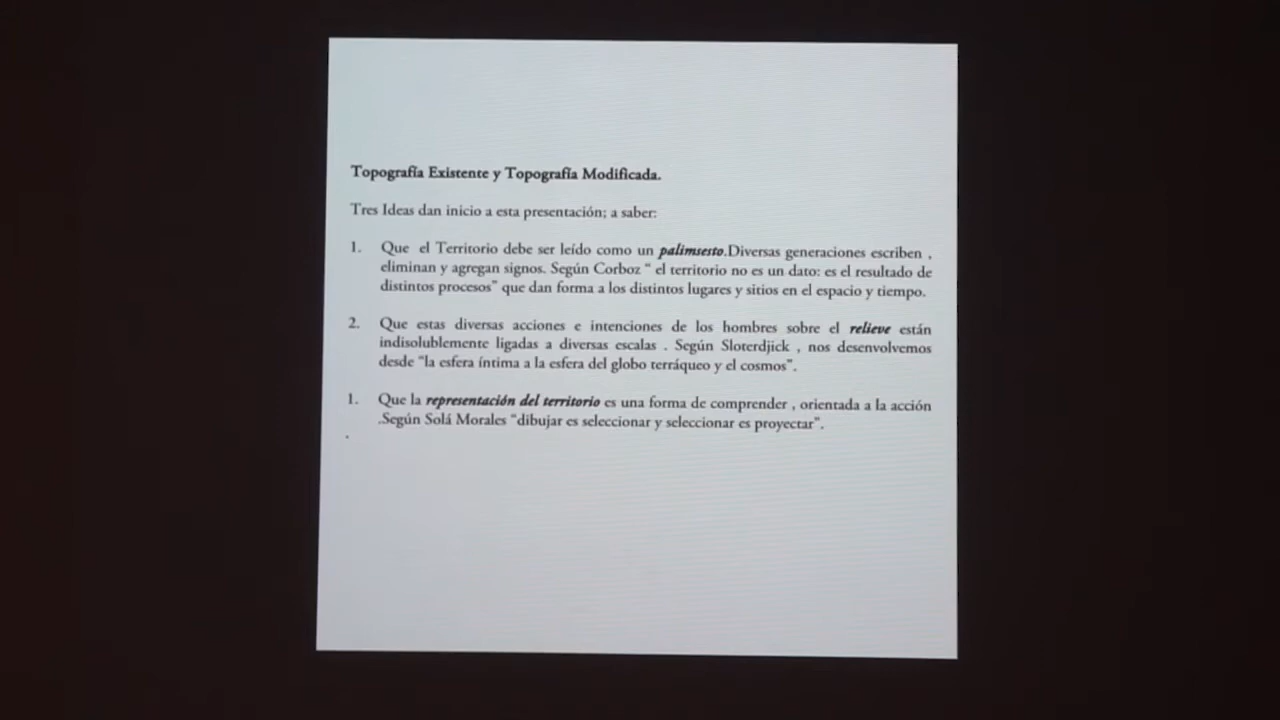 Topografía Existente y Topografía Modificada.
Tres Ideas dan inicio a esta presentación; a saber:
1. Que el Territorio debe ser leído como un palimsesto.Diversas generaciones escriben ,
eliminan y agregan signos. Según Corboz “ el territorio no es un dato: es el resultado de
distintos procesos” que dan forma a los distintos lugares y sitios en el espacio y tiempo.
2. Que estas diversas acciones e intenciones de los hombres sobre el relieve están
indisolublemente ligadas a diversas escalas . Según Sloterdjick , nos desenvolvemos
desde “la esfera íntima a la esfera del globo terráqueo y el cosmos”.
1. Que la representación del territorio es una forma de comprender , orientada a la acción
.Según Solá Morales “dibujar es seleccionar y seleccionar es proyectar”.
.